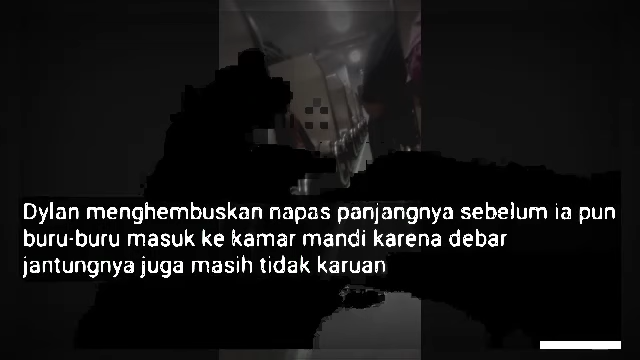 Dylan menghembuskan napas panjangnya sebelum ia pun
buru-buru masuk ke kamar mandi karena debar
jantungnya juga masih tidak karuan